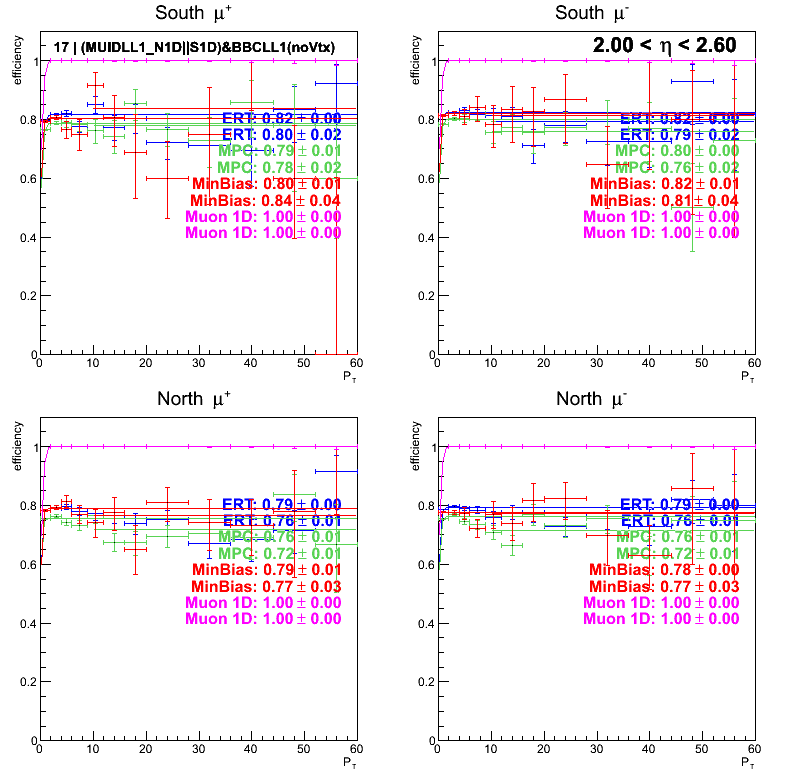 South μ+
17 | (MUIDLL1_N1D||S1D)&BBCLL1(noVtx)
efficiency
1
0.8
0.6
0.4
0.2
0
ERT: 0.82 ± 0.00
ERT: 0.80 ± 0.02
MPC: 0.79 ± 0.01
MPC: 0.78 ± 0.02
MinBias: 0.80 ± 0.01
MinBias: 0.84 ± 0.04
Muon 1D: 1.00 ± 0.00
Muon 1D: 1.00 ± 0.00
0 10 20 30 40 50 60
PT
South μ-
2.00 < η < 2.60
efficiency
1
0.8
0.6
0.4
0.2
0
ERT: 0.82 ± 0.00
ERT: 0.79 ± 0.02
MPC: 0.80 ± 0.00
MPC: 0.76 ± 0.02
MinBias: 0.82 ± 0.01
MinBias: 0.81 ± 0.04
Muon 1D: 1.00 ± 0.00
Muon 1D: 1.00 ± 0.00
0 10 20 30 40 50 60
PT
North μ+
efficiency
1
0.8
0.6
0.4
0.2
0
ERT: 0.79 ± 0.00
ERT: 0.76 ± 0.01
MPC: 0.76 ± 0.01
MPC: 0.72 ± 0.01
MinBias: 0.79 ± 0.01
MinBias: 0.77 ± 0.03
Muon 1D: 1.00 ± 0.00
Muon 1D: 1.00 ± 0.00
0 10 20 30 40 50 60
PT
North μ-
efficiency
1
0.8
0.6
0.4
0.2
0
ERT: 0.79 ± 0.00
ERT: 0.76 ± 0.01
MPC: 0.76 ± 0.01
MPC: 0.72 ± 0.01
MinBias: 0.78 ± 0.00
MinBias: 0.77 ± 0.03
Muon 1D: 1.00 ± 0.00
Muon 1D: 1.00 ± 0.00
0 10 20 30 40 50 60
PT